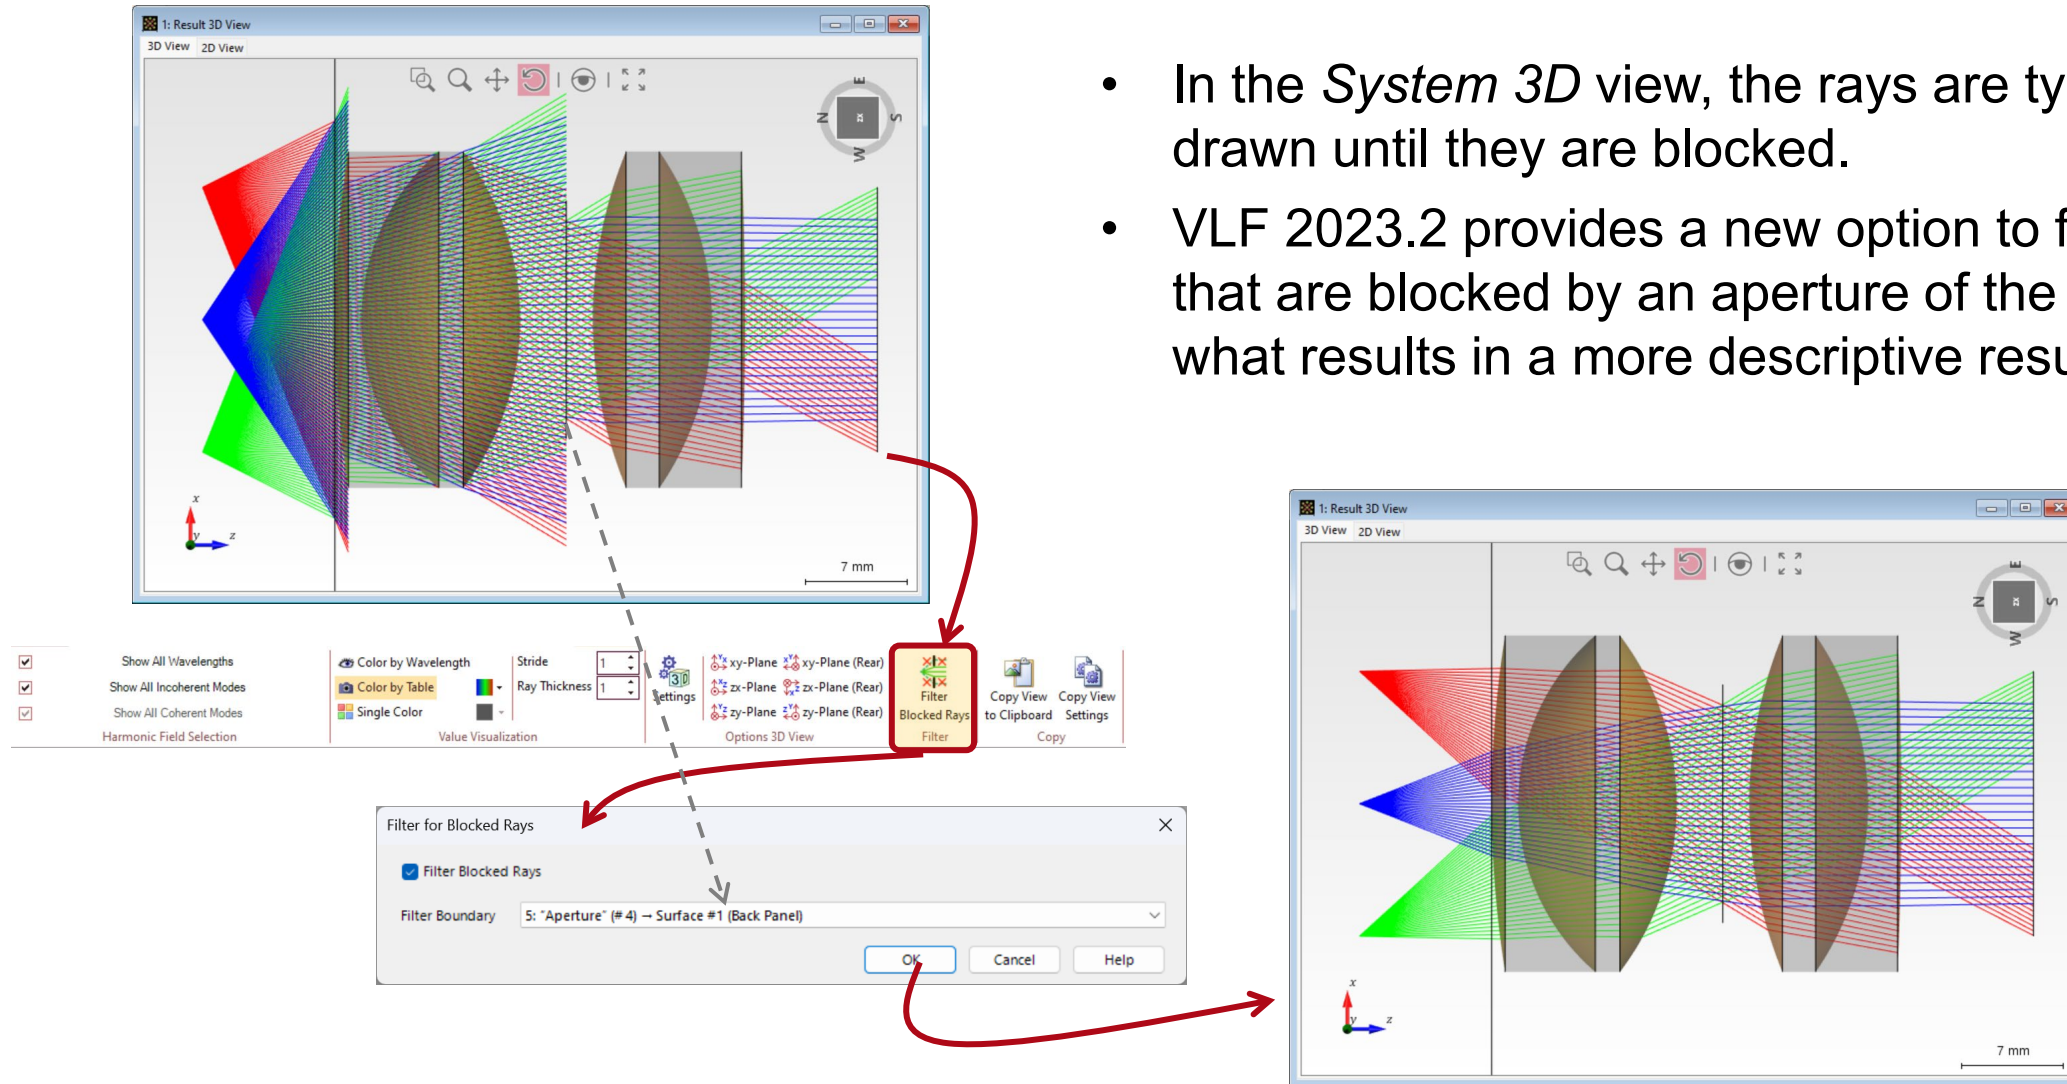 1: Result 3D View
3D View 2D View
E
N zx S
W
x
y z
7 mm
• In the System 3D view, the rays are ty
drawn until they are blocked.
• VLF 2023.2 provides a new option to f
that are blocked by an aperture of the
what results in a more descriptive resu
Show All Wavelengths
Show All Incoherent Modes
Show All Coherent Modes
Harmonic Field Selection
Color by Wavelength
Color by Table
Single Color
Stride 1
Ray Thickness 1
Value Visualization
3D
Settings
xy-Plane xy-Plane (Rear)
zx-Plane zx-Plane (Rear)
zy-Plane zy-Plane (Rear)
Options 3D View
Filter
Blocked Rays
Filter
Copy View
to Clipboard
Copy View
Settings
Copy
Filter for Blocked Rays
Filter Blocked Rays
Filter Boundary 5: "Aperture" (# 4) → Surface #1 (Back Panel)
OK Cancel Help
1: Result 3D View
3D View 2D View
E
N zx S
W
x
y z
7 mm